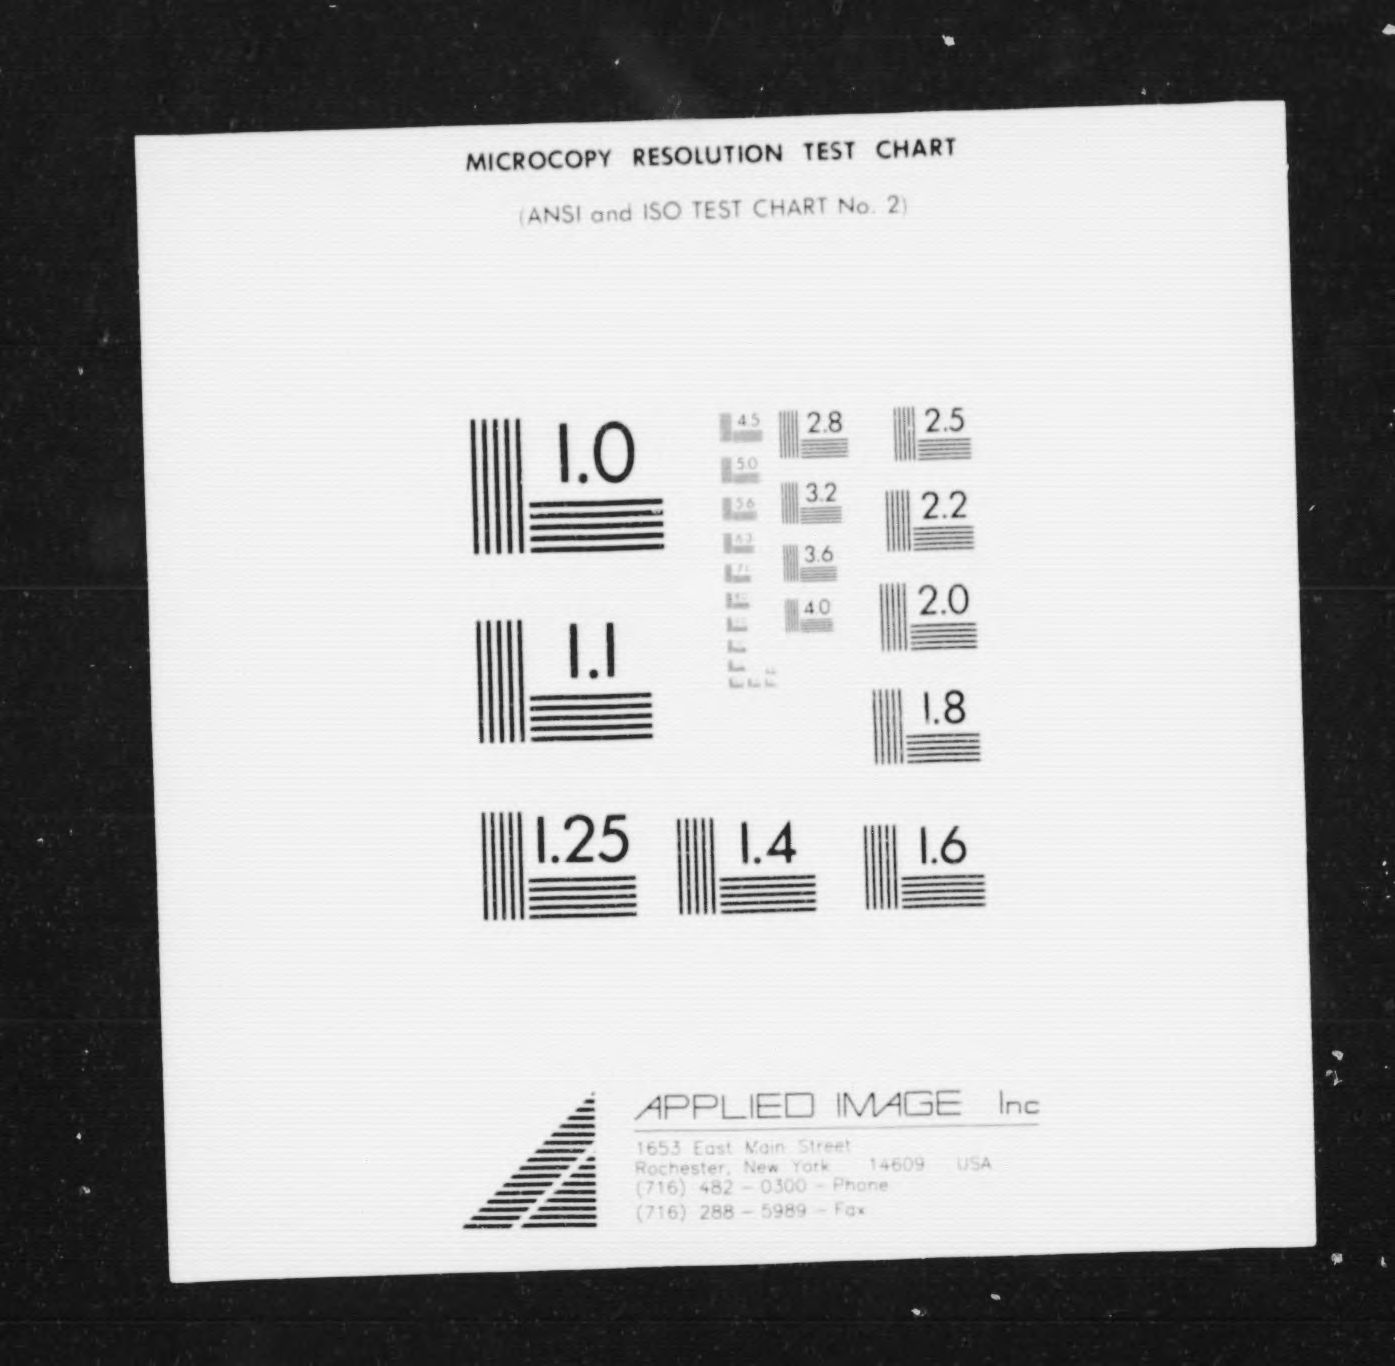 MICROCOPY RESOLUTION TEST CHART
(ANSI and ISO TEST CHART No. 2)
1.0
1.1
1.25
1.4
1.6
1.8
2.0
2.2
2.5
2.8
3.2
3.6
4.0
4.5
5.0
5.6
6.3
7.1
APPLIED IMAGE Inc
1653 East Main Street
Rochester, New York 14609 USA
(716) 482 - 0300 - Phone
(716) 288 - 5989 - Fax